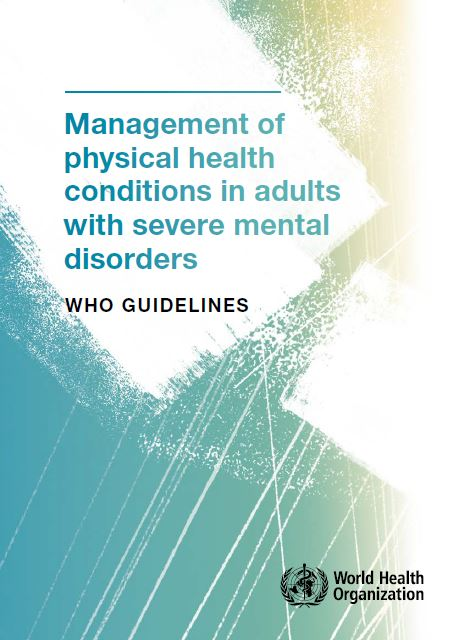 Management of
physical health
conditions in adults
with severe mental
disorders
WHO GUIDELINES
World Health
Organization